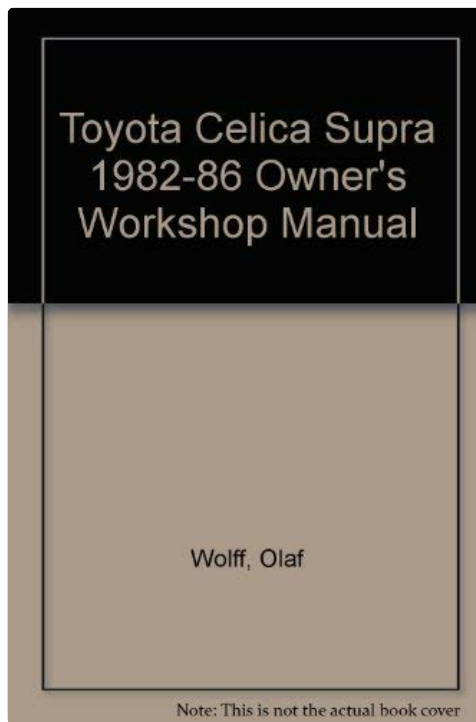 Toyota Celica Supra
1982-86 Owner's
Workshop Manual
Wolff, Olaf
Note: This is not the actual book cover